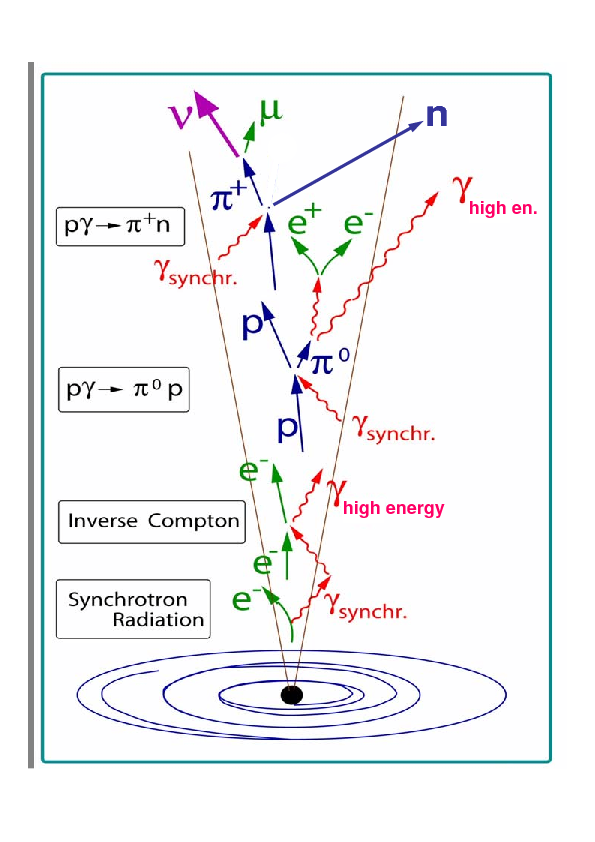 ν
μ
n
π⁺
γ high en.
e⁺
e⁻
pγ→ π⁺n
γ synchr.
p
π⁰
pγ→ π⁰ p
p
γ synchr.
e⁻
γ high energy
Inverse Compton
e⁻
e⁻
Synchrotron
Radiation
γ synchr.